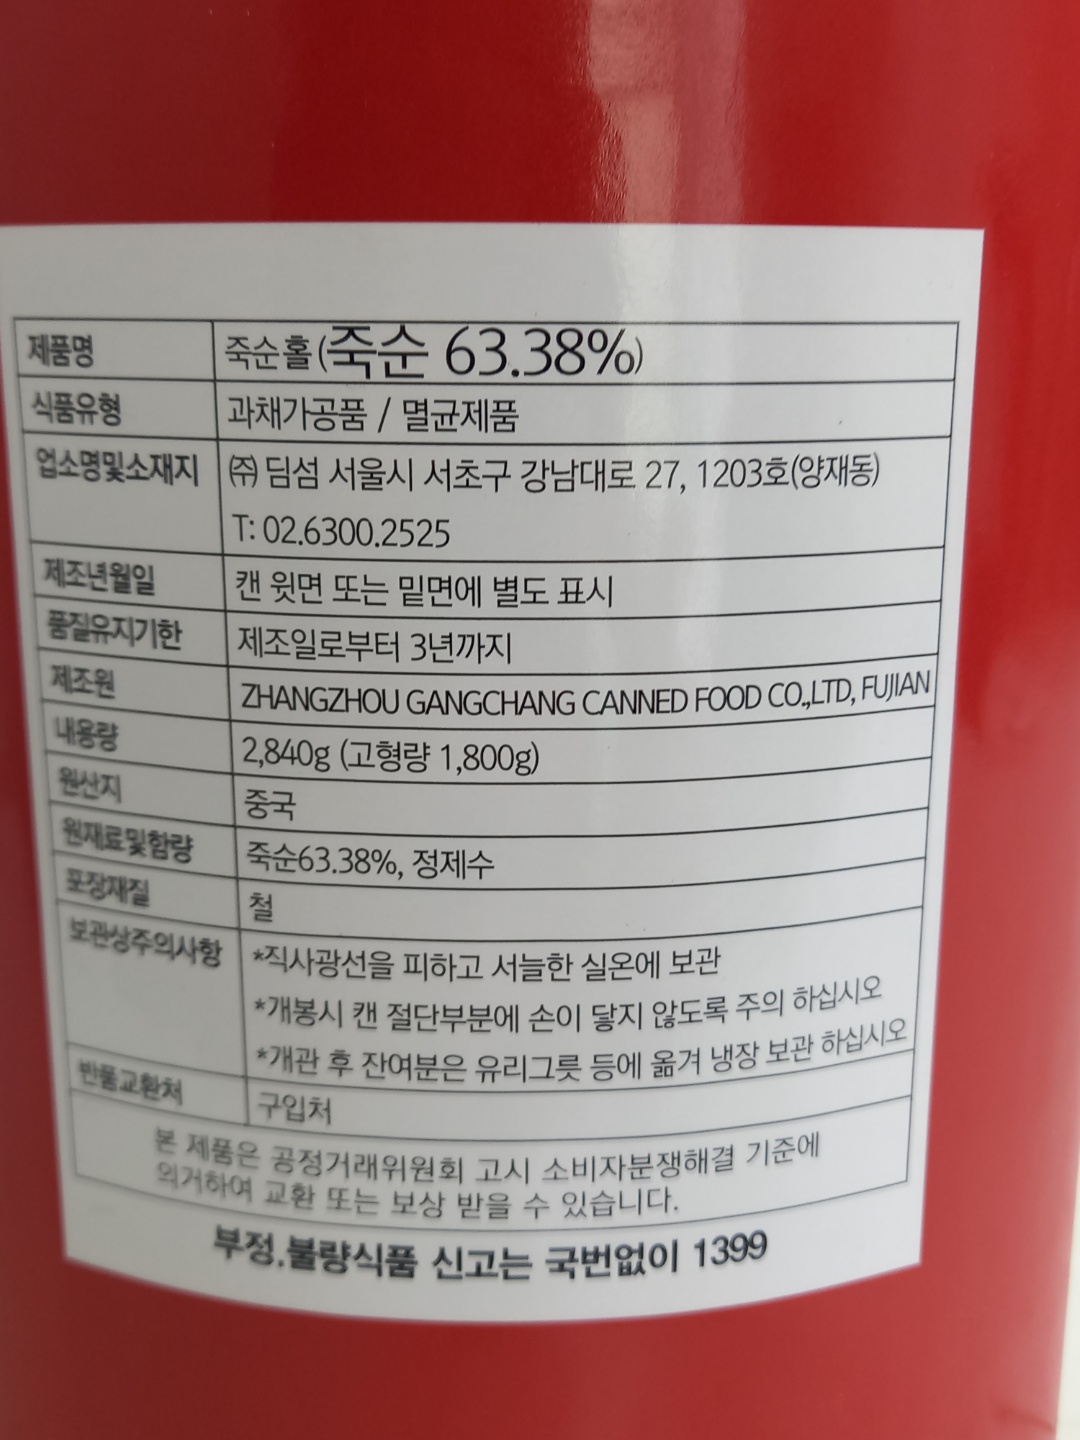 제품명 죽순홀(죽순 63.38%)
식품유형 과채가공품 / 멸균제품
업소명및소재지 ㈜ 딤섬 서울시 서초구 강남대로 27, 1203호(양재동)
T: 02.6300.2525
제조년월일 캔 윗면 또는 밑면에 별도 표시
품질유지기한 제조일로부터 3년까지
제조원 ZHANGZHOU GANGCHANG CANNED FOOD CO.,LTD, FUJIAN
내용량 2,840g (고형량 1,800g)
원산지 중국
원재료및함량 죽순63.38%, 정제수
포장재질 철
보관상주의사항 *직사광선을 피하고 서늘한 실온에 보관
*개봉시 캔 절단부분에 손이 닿지 않도록 주의 하십시오
*개관 후 잔여분은 유리그릇 등에 옮겨 냉장 보관 하십시오
반품교환처 구입처
본 제품은 공정거래위원회 고시 소비자분쟁해결 기준에
의거하여 교환 또는 보상 받을 수 있습니다.
부정.불량식품 신고는 국번없이 1399